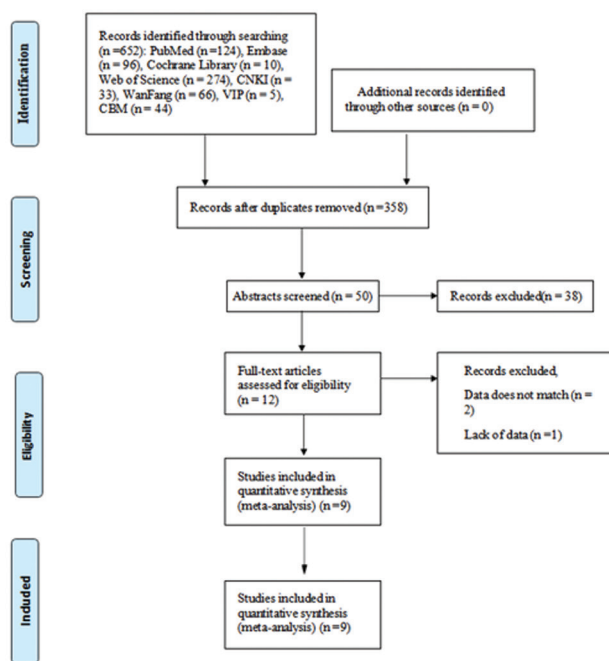 Identification
Records identified through searching
(n =652): PubMed (n =124), Embase
(n = 96), Cochrane Library (n = 10),
Web of Science (n = 274), CNKI (n =
33), WanFang (n = 66), VIP (n = 5),
CBM (n = 44)
Additional records identified
through other sources (n = 0)
Screening
Records after duplicates removed (n =358)
Abstracts screened (n = 50)
Records excluded(n = 38)
Eligibility
Full-text articles
assessed for eligibility
(n = 12)
Records excluded,
Data does not match (n =
2)
Lack of data (n =1)
Studies included in
quantitative synthesis
(meta-analysis) (n =9)
Included
Studies included in
quantitative synthesis
(meta-analysis) (n =9)